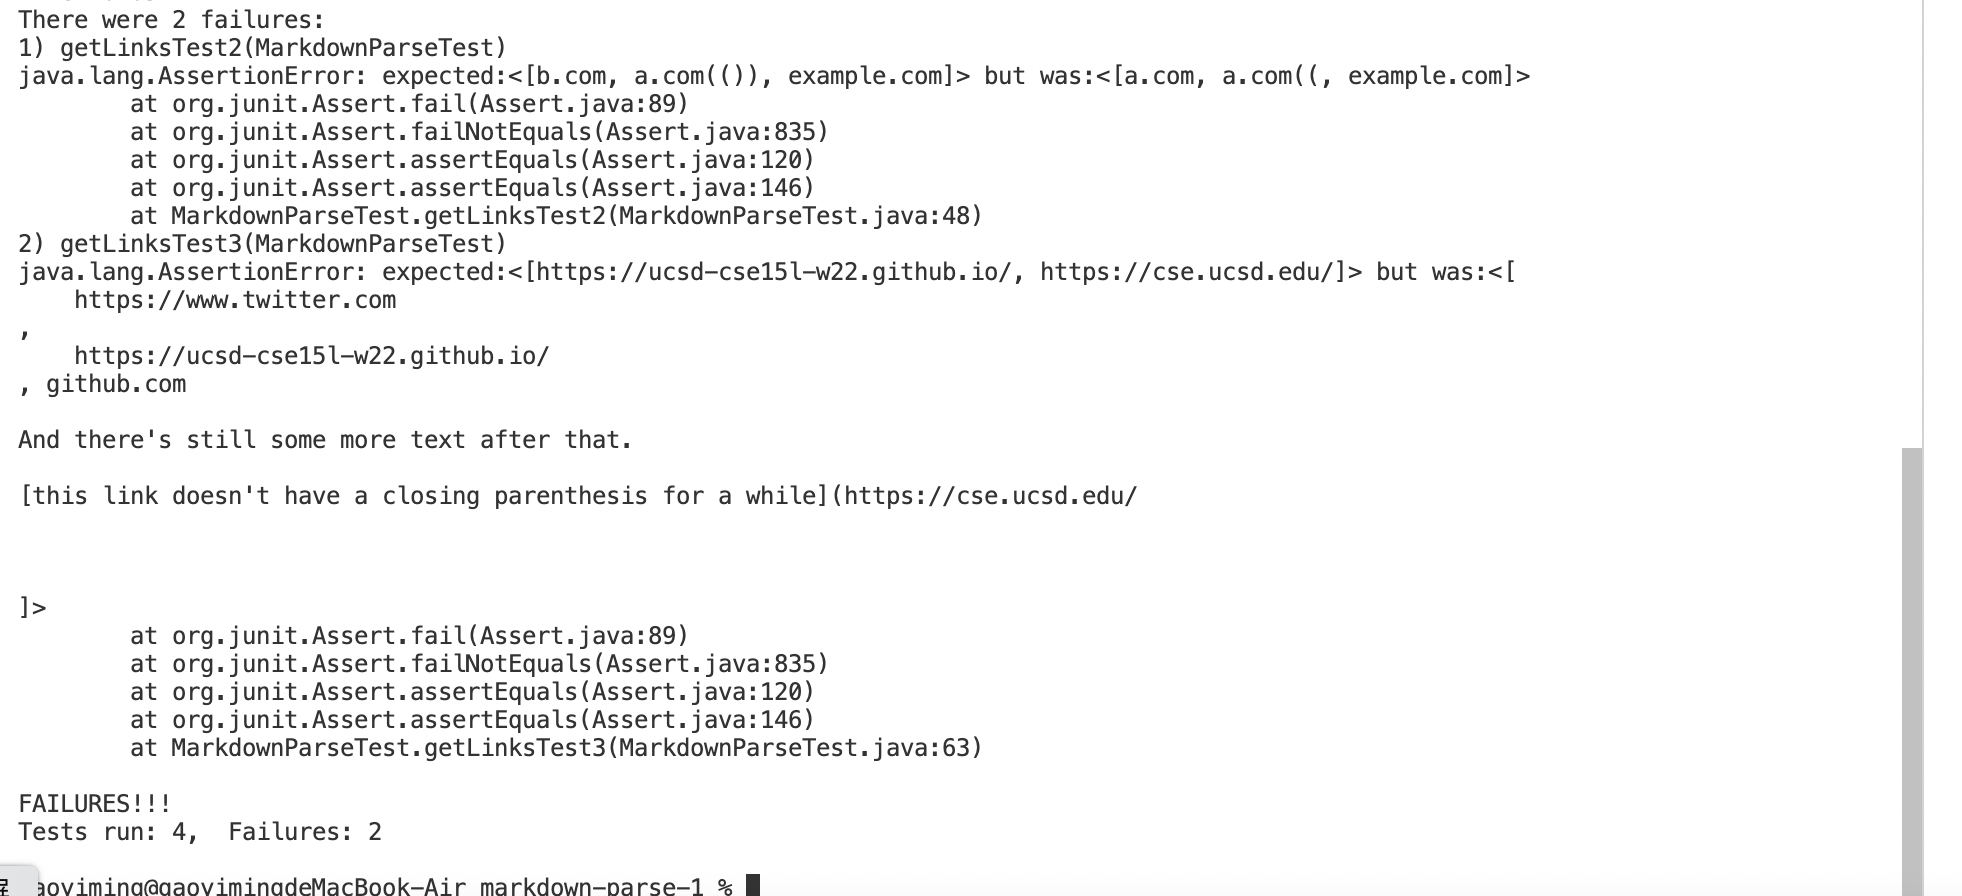 There were 2 failures:
1) getLinksTest2(MarkdownParseTest)
java.lang.AssertionError: expected:<[b.com, a.com(()), example.com]> but was:<[a.com, a.com((, example.com]>
        at org.junit.Assert.fail(Assert.java:89)
        at org.junit.Assert.failNotEquals(Assert.java:835)
        at org.junit.Assert.assertEquals(Assert.java:120)
        at org.junit.Assert.assertEquals(Assert.java:146)
        at MarkdownParseTest.getLinksTest2(MarkdownParseTest.java:48)
2) getLinksTest3(MarkdownParseTest)
java.lang.AssertionError: expected:<[https://ucsd-cse15l-w22.github.io/, https://cse.ucsd.edu/]> but was:<[
    https://www.twitter.com
,
    https://ucsd-cse15l-w22.github.io/
, github.com

And there's still some more text after that.

[this link doesn't have a closing parenthesis for a while](https://cse.ucsd.edu/

]>
        at org.junit.Assert.fail(Assert.java:89)
        at org.junit.Assert.failNotEquals(Assert.java:835)
        at org.junit.Assert.assertEquals(Assert.java:120)
        at org.junit.Assert.assertEquals(Assert.java:146)
        at MarkdownParseTest.getLinksTest3(MarkdownParseTest.java:63)

FAILURES!!!
Tests run: 4,  Failures: 2

aoyiming@gaoyimingdeMacBook-Air markdown-parse-1 %